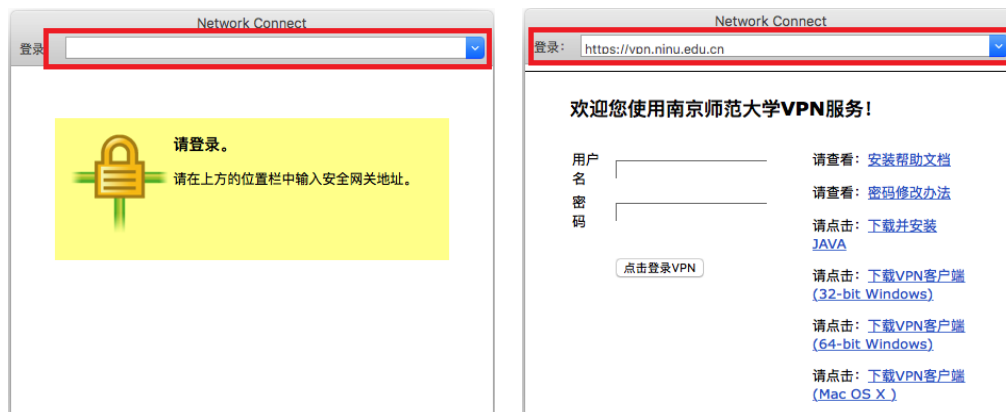 Network Connect
登录
请登录。
请在上方的位置栏中输入安全网关地址。
Network Connect
登录: https://vpn.njnu.edu.cn
欢迎您使用南京师范大学VPN服务!
用户
名
密
码
点击登录VPN
请查看: 安装帮助文档
请查看: 密码修改办法
请点击: 下载并安装
JAVA
请点击: 下载VPN客户端
(32-bit Windows)
请点击: 下载VPN客户端
(64-bit Windows)
请点击: 下载VPN客户端
(Mac OS X )